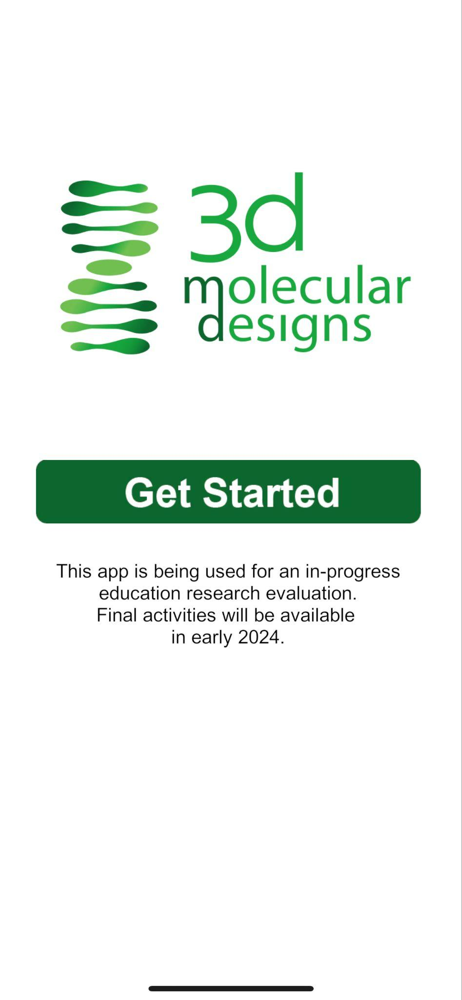 3d
molecular
designs
Get Started
This app is being used for an in-progress
education research evaluation.
Final activities will be available
in early 2024.